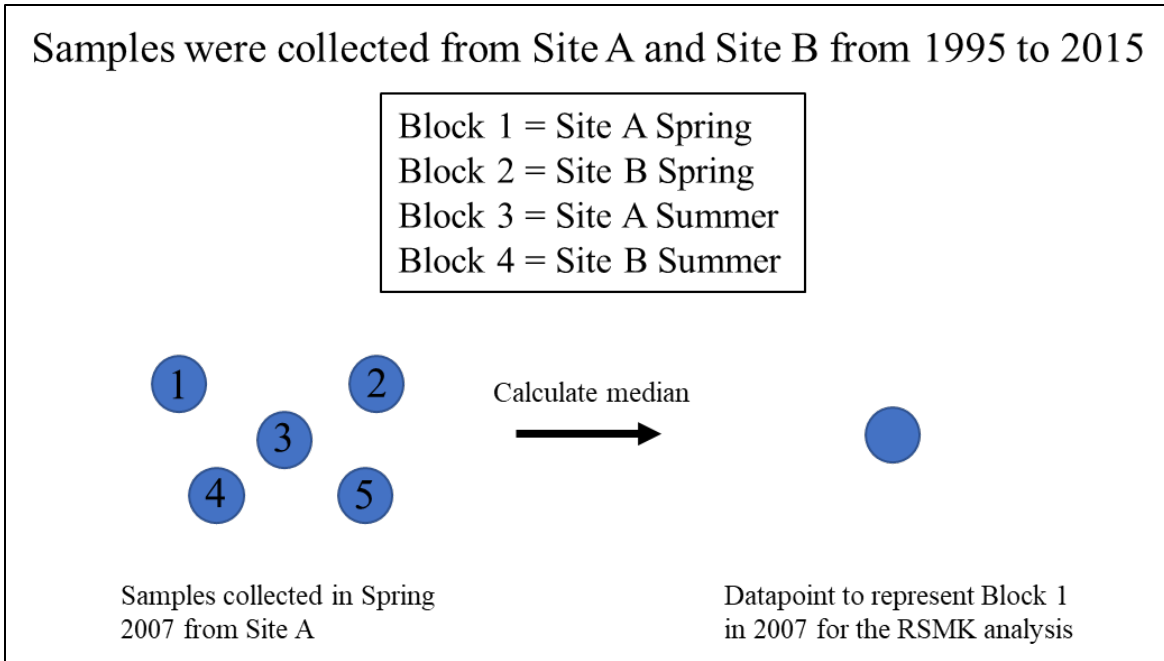 Samples were collected from Site A and Site B from 1995 to 2015
Block 1 = Site A Spring
Block 2 = Site B Spring
Block 3 = Site A Summer
Block 4 = Site B Summer
1
2
3
4
5
Calculate median
Samples collected in Spring
2007 from Site A
Datapoint to represent Block 1
in 2007 for the RSMK analysis